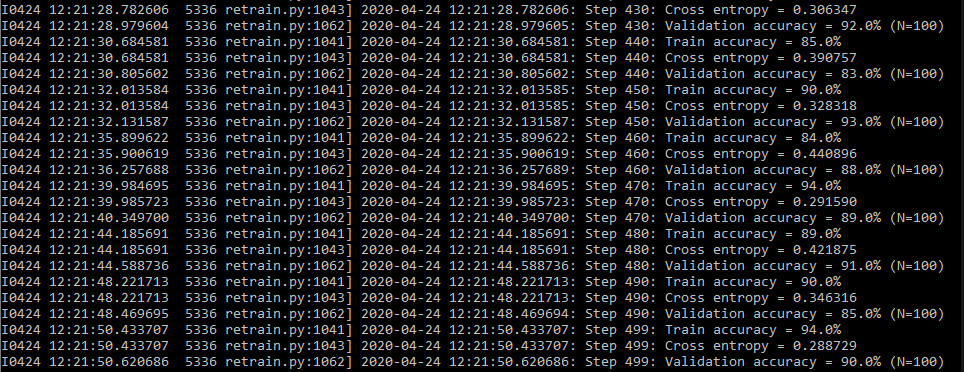 I0424 12:21:28.782606  5336 retrain.py:1043] 2020-04-24 12:21:28.782606: Step 430: Cross entropy = 0.306347
I0424 12:21:28.979604  5336 retrain.py:1062] 2020-04-24 12:21:28.979605: Step 430: Validation accuracy = 92.0% (N=100)
I0424 12:21:30.684581  5336 retrain.py:1041] 2020-04-24 12:21:30.684581: Step 440: Train accuracy = 85.0%
I0424 12:21:30.684581  5336 retrain.py:1043] 2020-04-24 12:21:30.684581: Step 440: Cross entropy = 0.390757
I0424 12:21:30.805602  5336 retrain.py:1062] 2020-04-24 12:21:30.805602: Step 440: Validation accuracy = 83.0% (N=100)
I0424 12:21:32.013584  5336 retrain.py:1041] 2020-04-24 12:21:32.013585: Step 450: Train accuracy = 90.0%
I0424 12:21:32.013584  5336 retrain.py:1043] 2020-04-24 12:21:32.013585: Step 450: Cross entropy = 0.328318
I0424 12:21:32.131587  5336 retrain.py:1062] 2020-04-24 12:21:32.131587: Step 450: Validation accuracy = 93.0% (N=100)
I0424 12:21:35.899622  5336 retrain.py:1041] 2020-04-24 12:21:35.899622: Step 460: Train accuracy = 84.0%
I0424 12:21:35.900619  5336 retrain.py:1043] 2020-04-24 12:21:35.900619: Step 460: Cross entropy = 0.440896
I0424 12:21:36.257688  5336 retrain.py:1062] 2020-04-24 12:21:36.257689: Step 460: Validation accuracy = 88.0% (N=100)
I0424 12:21:39.984695  5336 retrain.py:1041] 2020-04-24 12:21:39.984695: Step 470: Train accuracy = 94.0%
I0424 12:21:39.985723  5336 retrain.py:1043] 2020-04-24 12:21:39.985723: Step 470: Cross entropy = 0.291590
I0424 12:21:40.349700  5336 retrain.py:1062] 2020-04-24 12:21:40.349700: Step 470: Validation accuracy = 89.0% (N=100)
I0424 12:21:44.185691  5336 retrain.py:1041] 2020-04-24 12:21:44.185691: Step 480: Train accuracy = 89.0%
I0424 12:21:44.185691  5336 retrain.py:1043] 2020-04-24 12:21:44.185691: Step 480: Cross entropy = 0.421875
I0424 12:21:44.588736  5336 retrain.py:1062] 2020-04-24 12:21:44.588736: Step 480: Validation accuracy = 91.0% (N=100)
I0424 12:21:48.221713  5336 retrain.py:1041] 2020-04-24 12:21:48.221713: Step 490: Train accuracy = 90.0%
I0424 12:21:48.221713  5336 retrain.py:1043] 2020-04-24 12:21:48.221713: Step 490: Cross entropy = 0.346316
I0424 12:21:48.469695  5336 retrain.py:1062] 2020-04-24 12:21:48.469694: Step 490: Validation accuracy = 85.0% (N=100)
I0424 12:21:50.433707  5336 retrain.py:1041] 2020-04-24 12:21:50.433707: Step 499: Train accuracy = 94.0%
I0424 12:21:50.433707  5336 retrain.py:1043] 2020-04-24 12:21:50.433707: Step 499: Cross entropy = 0.288729
I0424 12:21:50.620686  5336 retrain.py:1062] 2020-04-24 12:21:50.620686: Step 499: Validation accuracy = 90.0% (N=100)